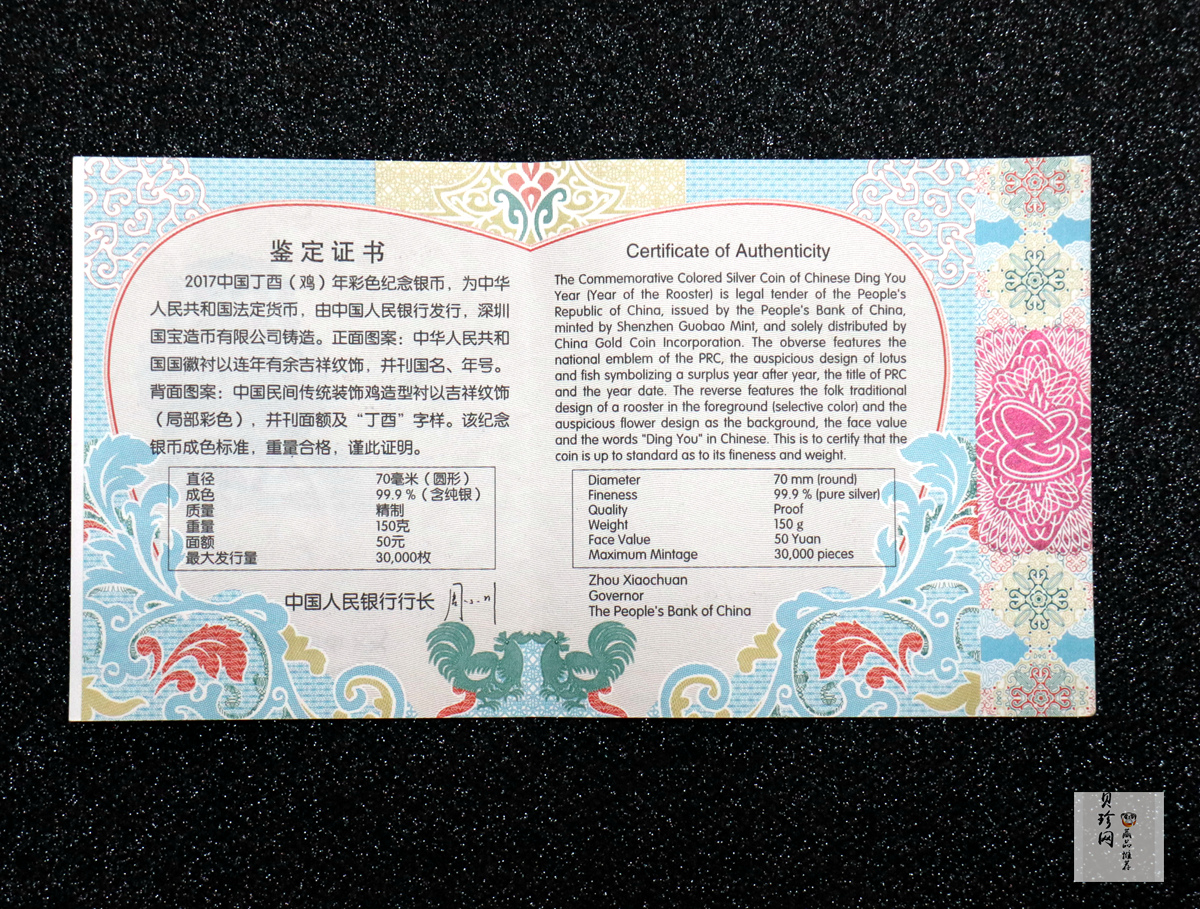 鉴定证书
2017中国丁酉（鸡）年彩色纪念银币，为中华
人民共和国法定货币，由中国人民银行发行，深圳
国宝造币有限公司铸造。正面图案：中华人民共和
国国徽衬以连年有余吉祥纹饰，并刊国名、年号。
背面图案：中国民间传统装饰鸡造型衬以吉祥纹饰
（局部彩色），并刊面额及“丁酉”字样。该纪念
银币成色标准，重量合格，谨此证明。
直径 70毫米（圆形）
成色 99.9 %（含纯银）
质量 精制
重量 150克
面额 50元
最大发行量 30,000枚
中国人民银行行长
Certificate of Authenticity
The Commemorative Colored Silver Coin of Chinese Ding You
Year (Year of the Rooster) is legal tender of the People's
Republic of China, issued by the People's Bank of China,
minted by Shenzhen Guobao Mint, and solely distributed by
China Gold Coin Incorporation. The obverse features the
national emblem of the PRC, the auspicious design of lotus
and fish symbolizing a surplus year after year, the title of PRC
and the year date. The reverse features the folk traditional
design of a rooster in the foreground (selective color) and the
auspicious flower design as the background, the face value
and the words "Ding You" in Chinese. This is to certify that the
coin is up to standard as to its fineness and weight.
Diameter 70 mm (round)
Fineness 99.9 % (pure silver)
Quality Proof
Weight 150 g
Face Value 50 Yuan
Maximum Mintage 30,000 pieces
Zhou Xiaochuan
Governor
The People's Bank of China
贝珍网
藏品推荐